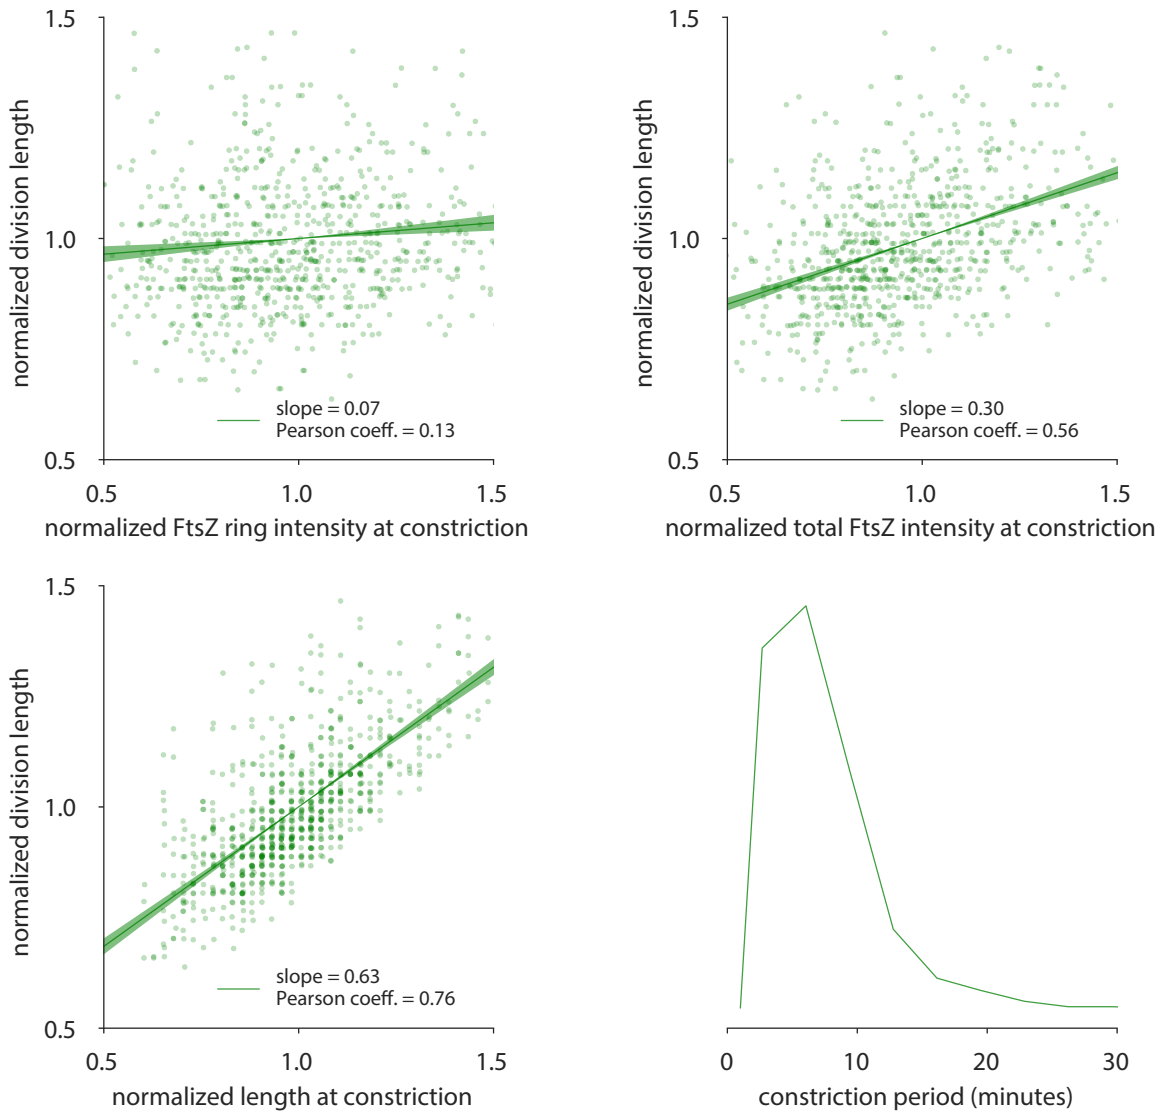 1.5
normalized division length
1.0
slope = 0.07
Pearson coeff. = 0.13
0.5
0.5 1.0 1.5
normalized FtsZ ring intensity at constriction
1.5
normalized division length
1.0
slope = 0.30
Pearson coeff. = 0.56
0.5
0.5 1.0 1.5
normalized total FtsZ intensity at constriction
1.5
normalized division length
1.0
slope = 0.63
Pearson coeff. = 0.76
0.5
0.5 1.0 1.5
normalized length at constriction
0 10 20 30
constriction period (minutes)